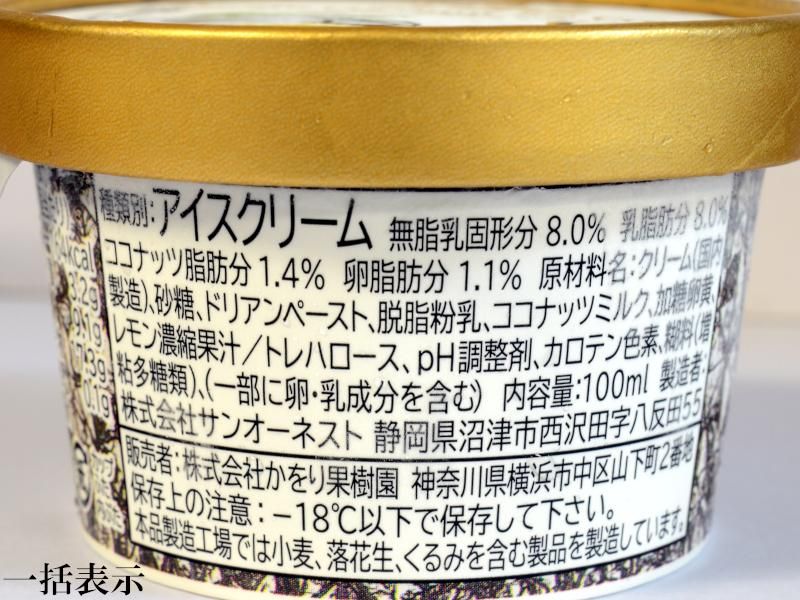 種類別:アイスクリーム 無脂乳固形分 8.0% 乳脂肪分 8.0%
ココナッツ脂肪分 1.4% 卵脂肪分 1.1% 原材料名:クリーム(国内
製造)、砂糖、ドリアンペースト、脱脂粉乳、ココナッツミルク、加糖卵黄、
レモン濃縮果汁/トレハロース、pH調整剤、カロテン色素、糊料(増
粘多糖類)、(一部に卵・乳成分を含む) 内容量:100ml 製造者:
株式会社サンオーネスト 静岡県沼津市西沢田字八反田55
販売者:株式会社かをり果樹園 神奈川県横浜市中区山下町2番地
保存上の注意:-18℃以下で保存して下さい。
本品製造工場では小麦、落花生、くるみを含む製品を製造しています。
kcal
3.2g
9.1g
7.3g
0.1g
一括表示